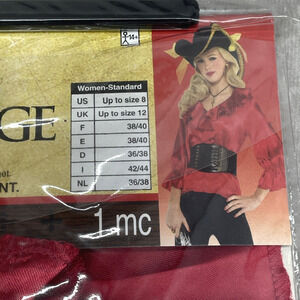 14+
Women-Standard
US Up to size 8
UK Up to size 12
F 38/40
E 38/40
D 36/38
I 42/44
NL 36/38
GE
NT.
1 mc